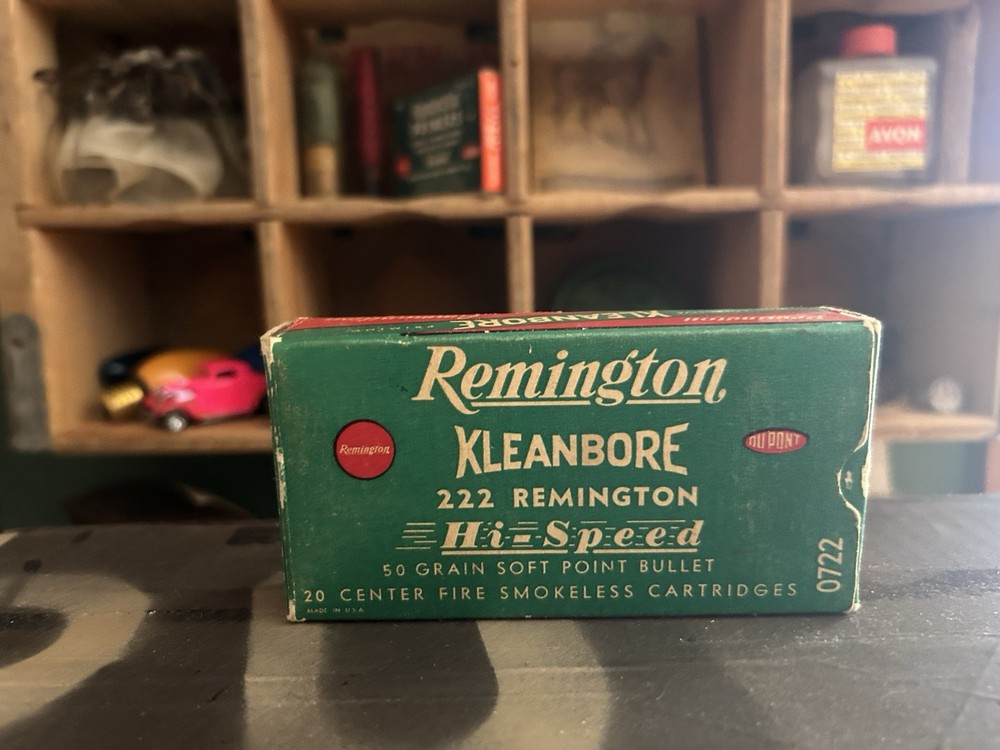 AVON
KLEANBORE
Remington
KLEANBORE
Remington
DU PONT
222 REMINGTON
Hi-Speed
50 GRAIN SOFT POINT BULLET
20 CENTER FIRE SMOKELESS CARTRIDGES
MADE IN U.S.A.
0722